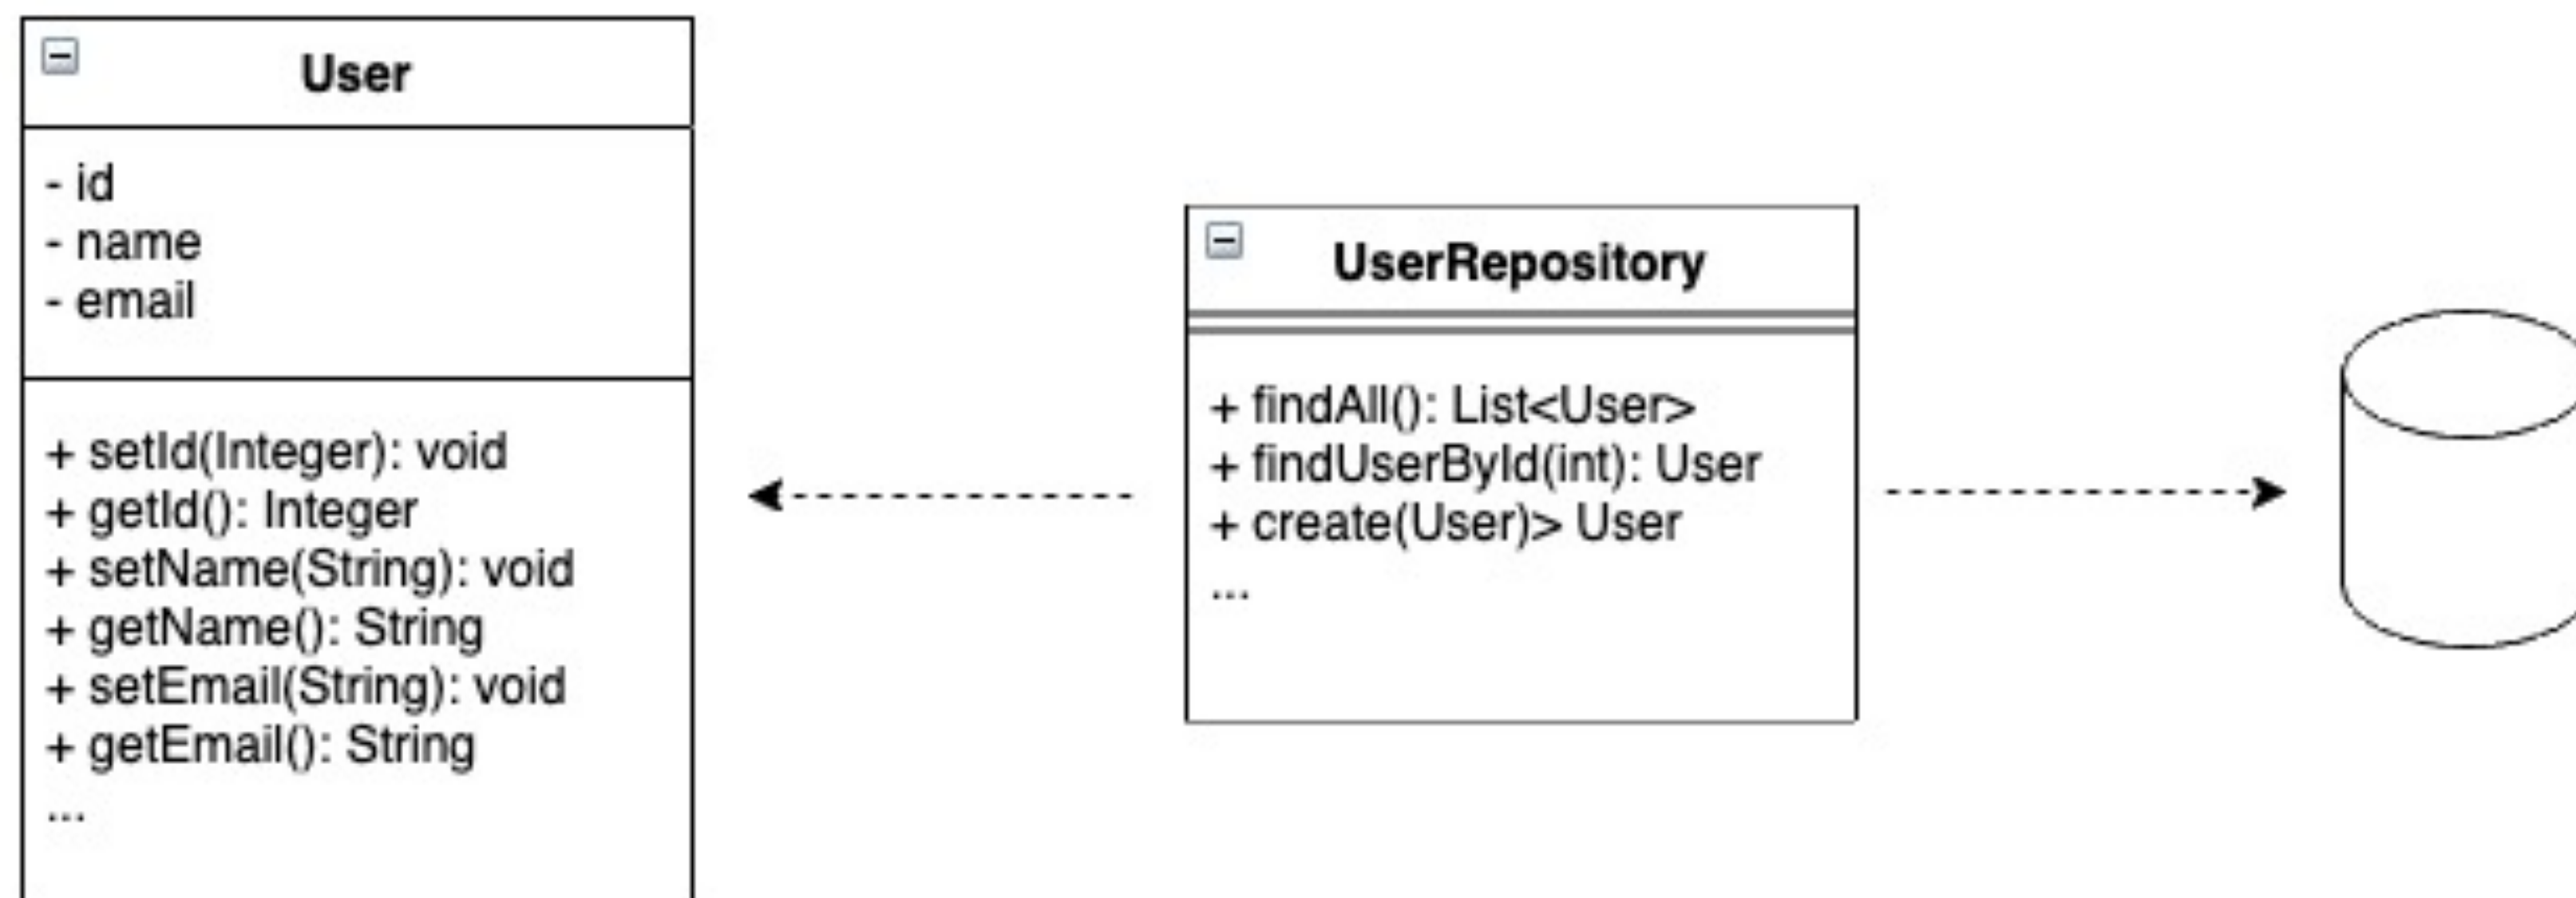 User
- id
- name
- email
+ setId(Integer): void
+ getId(): Integer
+ setName(String): void
+ getName(): String
+ setEmail(String): void
+ getEmail(): String
...
UserRepository
+ findAll(): List<User>
+ findUserById(int): User
+ create(User)> User
...